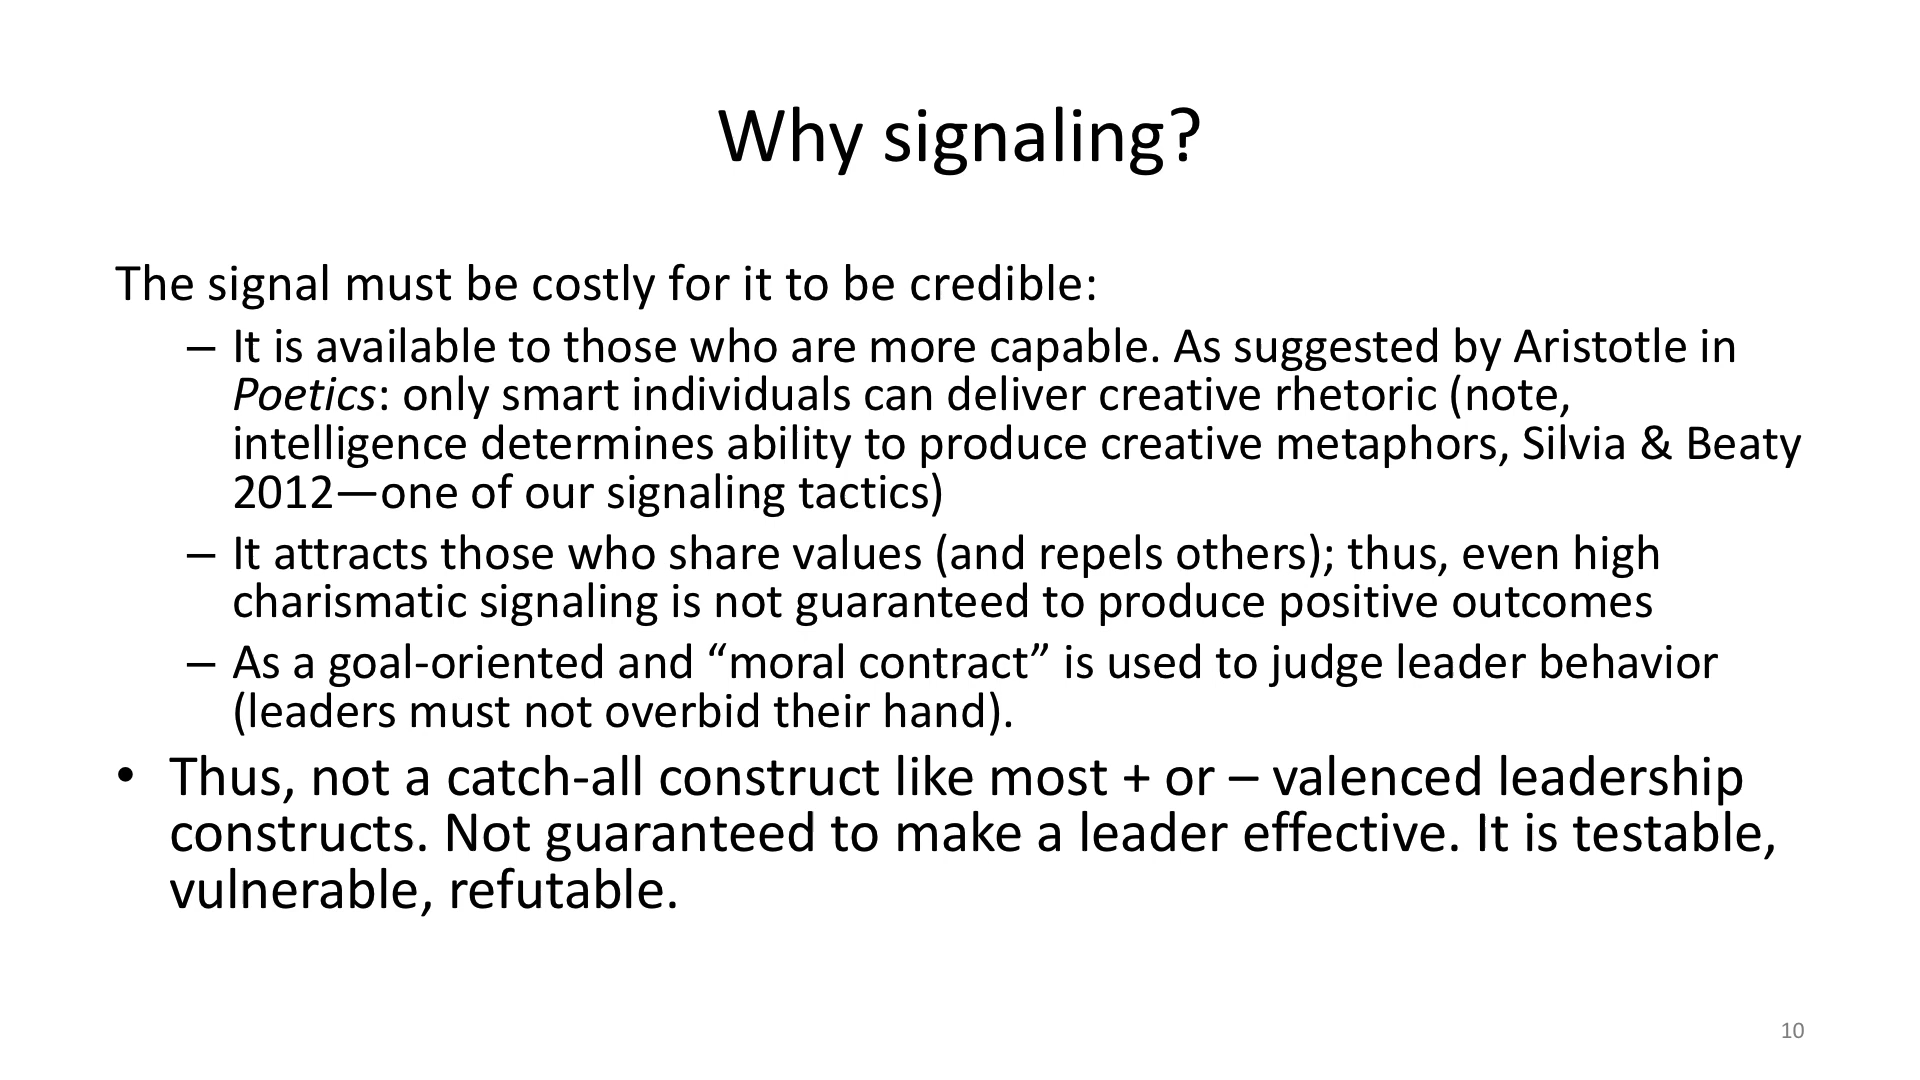 Why signaling?
The signal must be costly for it to be credible:
– It is available to those who are more capable. As suggested by Aristotle in
Poetics: only smart individuals can deliver creative rhetoric (note,
intelligence determines ability to produce creative metaphors, Silvia & Beaty
2012—one of our signaling tactics)
– It attracts those who share values (and repels others); thus, even high
charismatic signaling is not guaranteed to produce positive outcomes
– As a goal-oriented and “moral contract” is used to judge leader behavior
(leaders must not overbid their hand).
• Thus, not a catch-all construct like most + or – valenced leadership
constructs. Not guaranteed to make a leader effective. It is testable,
vulnerable, refutable.
10